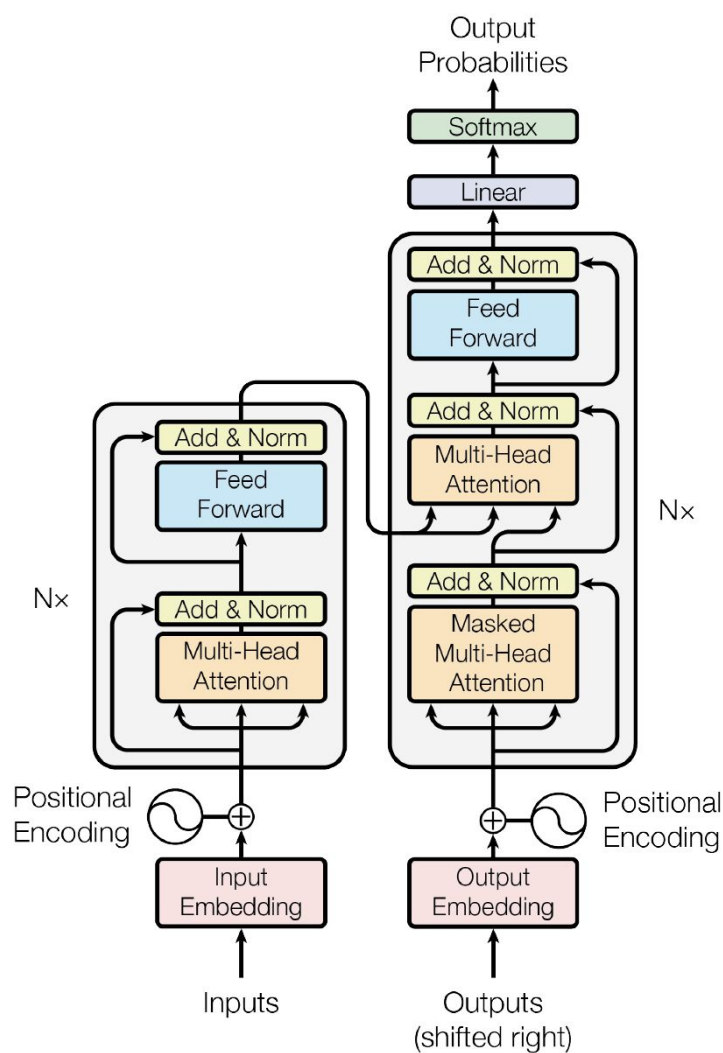 Output
Probabilities
Softmax
Linear
Add & Norm
Feed
Forward
Add & Norm
Multi-Head
Attention
Add & Norm
Masked
Multi-Head
Attention
N×
Add & Norm
Feed
Forward
Add & Norm
Multi-Head
Attention
N×
Positional
Encoding
Positional
Encoding
Input
Embedding
Output
Embedding
Inputs
Outputs
(shifted right)